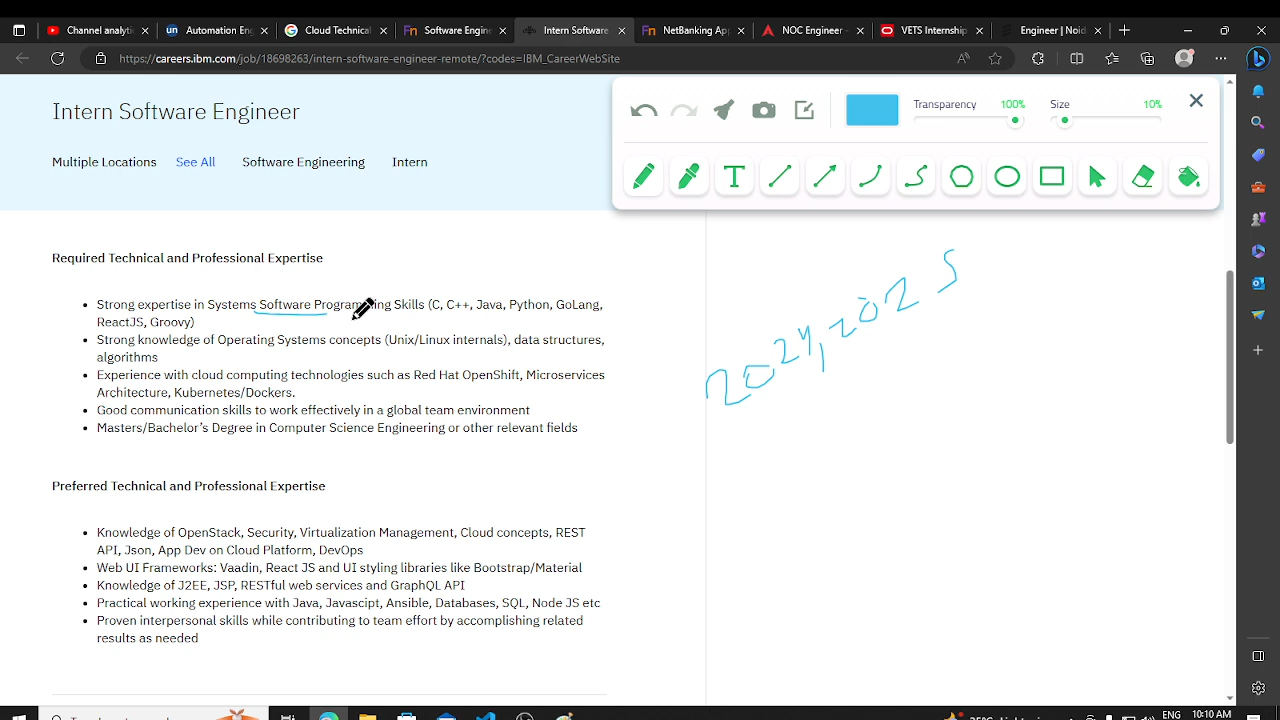 Channel analyti
Automation Eng
Cloud Technical
Software Engine
Intern Software
NetBanking App
NOC Engineer -
VETS Internship
Engineer | Noid
https://careers.ibm.com/job/18698263/intern-software-engineer-remote/?codes=IBM_CareerWebSite
Intern Software Engineer
Transparency 100% Size 10%
Multiple Locations See All Software Engineering Intern
Required Technical and Professional Expertise
Strong expertise in Systems Software Programming Skills (C, C++, Java, Python, GoLang,
ReactJS, Groovy)
Strong knowledge of Operating Systems concepts (Unix/Linux internals), data structures,
algorithms
Experience with cloud computing technologies such as Red Hat OpenShift, Microservices
Architecture, Kubernetes/Dockers.
Good communication skills to work effectively in a global team environment
Masters/Bachelor's Degree in Computer Science Engineering or other relevant fields
2024, 2025
Preferred Technical and Professional Expertise
Knowledge of OpenStack, Security, Virtualization Management, Cloud concepts, REST
API, Json, App Dev on Cloud Platform, DevOps
Web UI Frameworks: Vaadin, React JS and UI styling libraries like Bootstrap/Material
Knowledge of J2EE, JSP, RESTful web services and GraphQL API
Practical working experience with Java, Javascipt, Ansible, Databases, SQL, Node JS etc
Proven interpersonal skills while contributing to team effort by accomplishing related
results as needed
ENG 10:10 AM